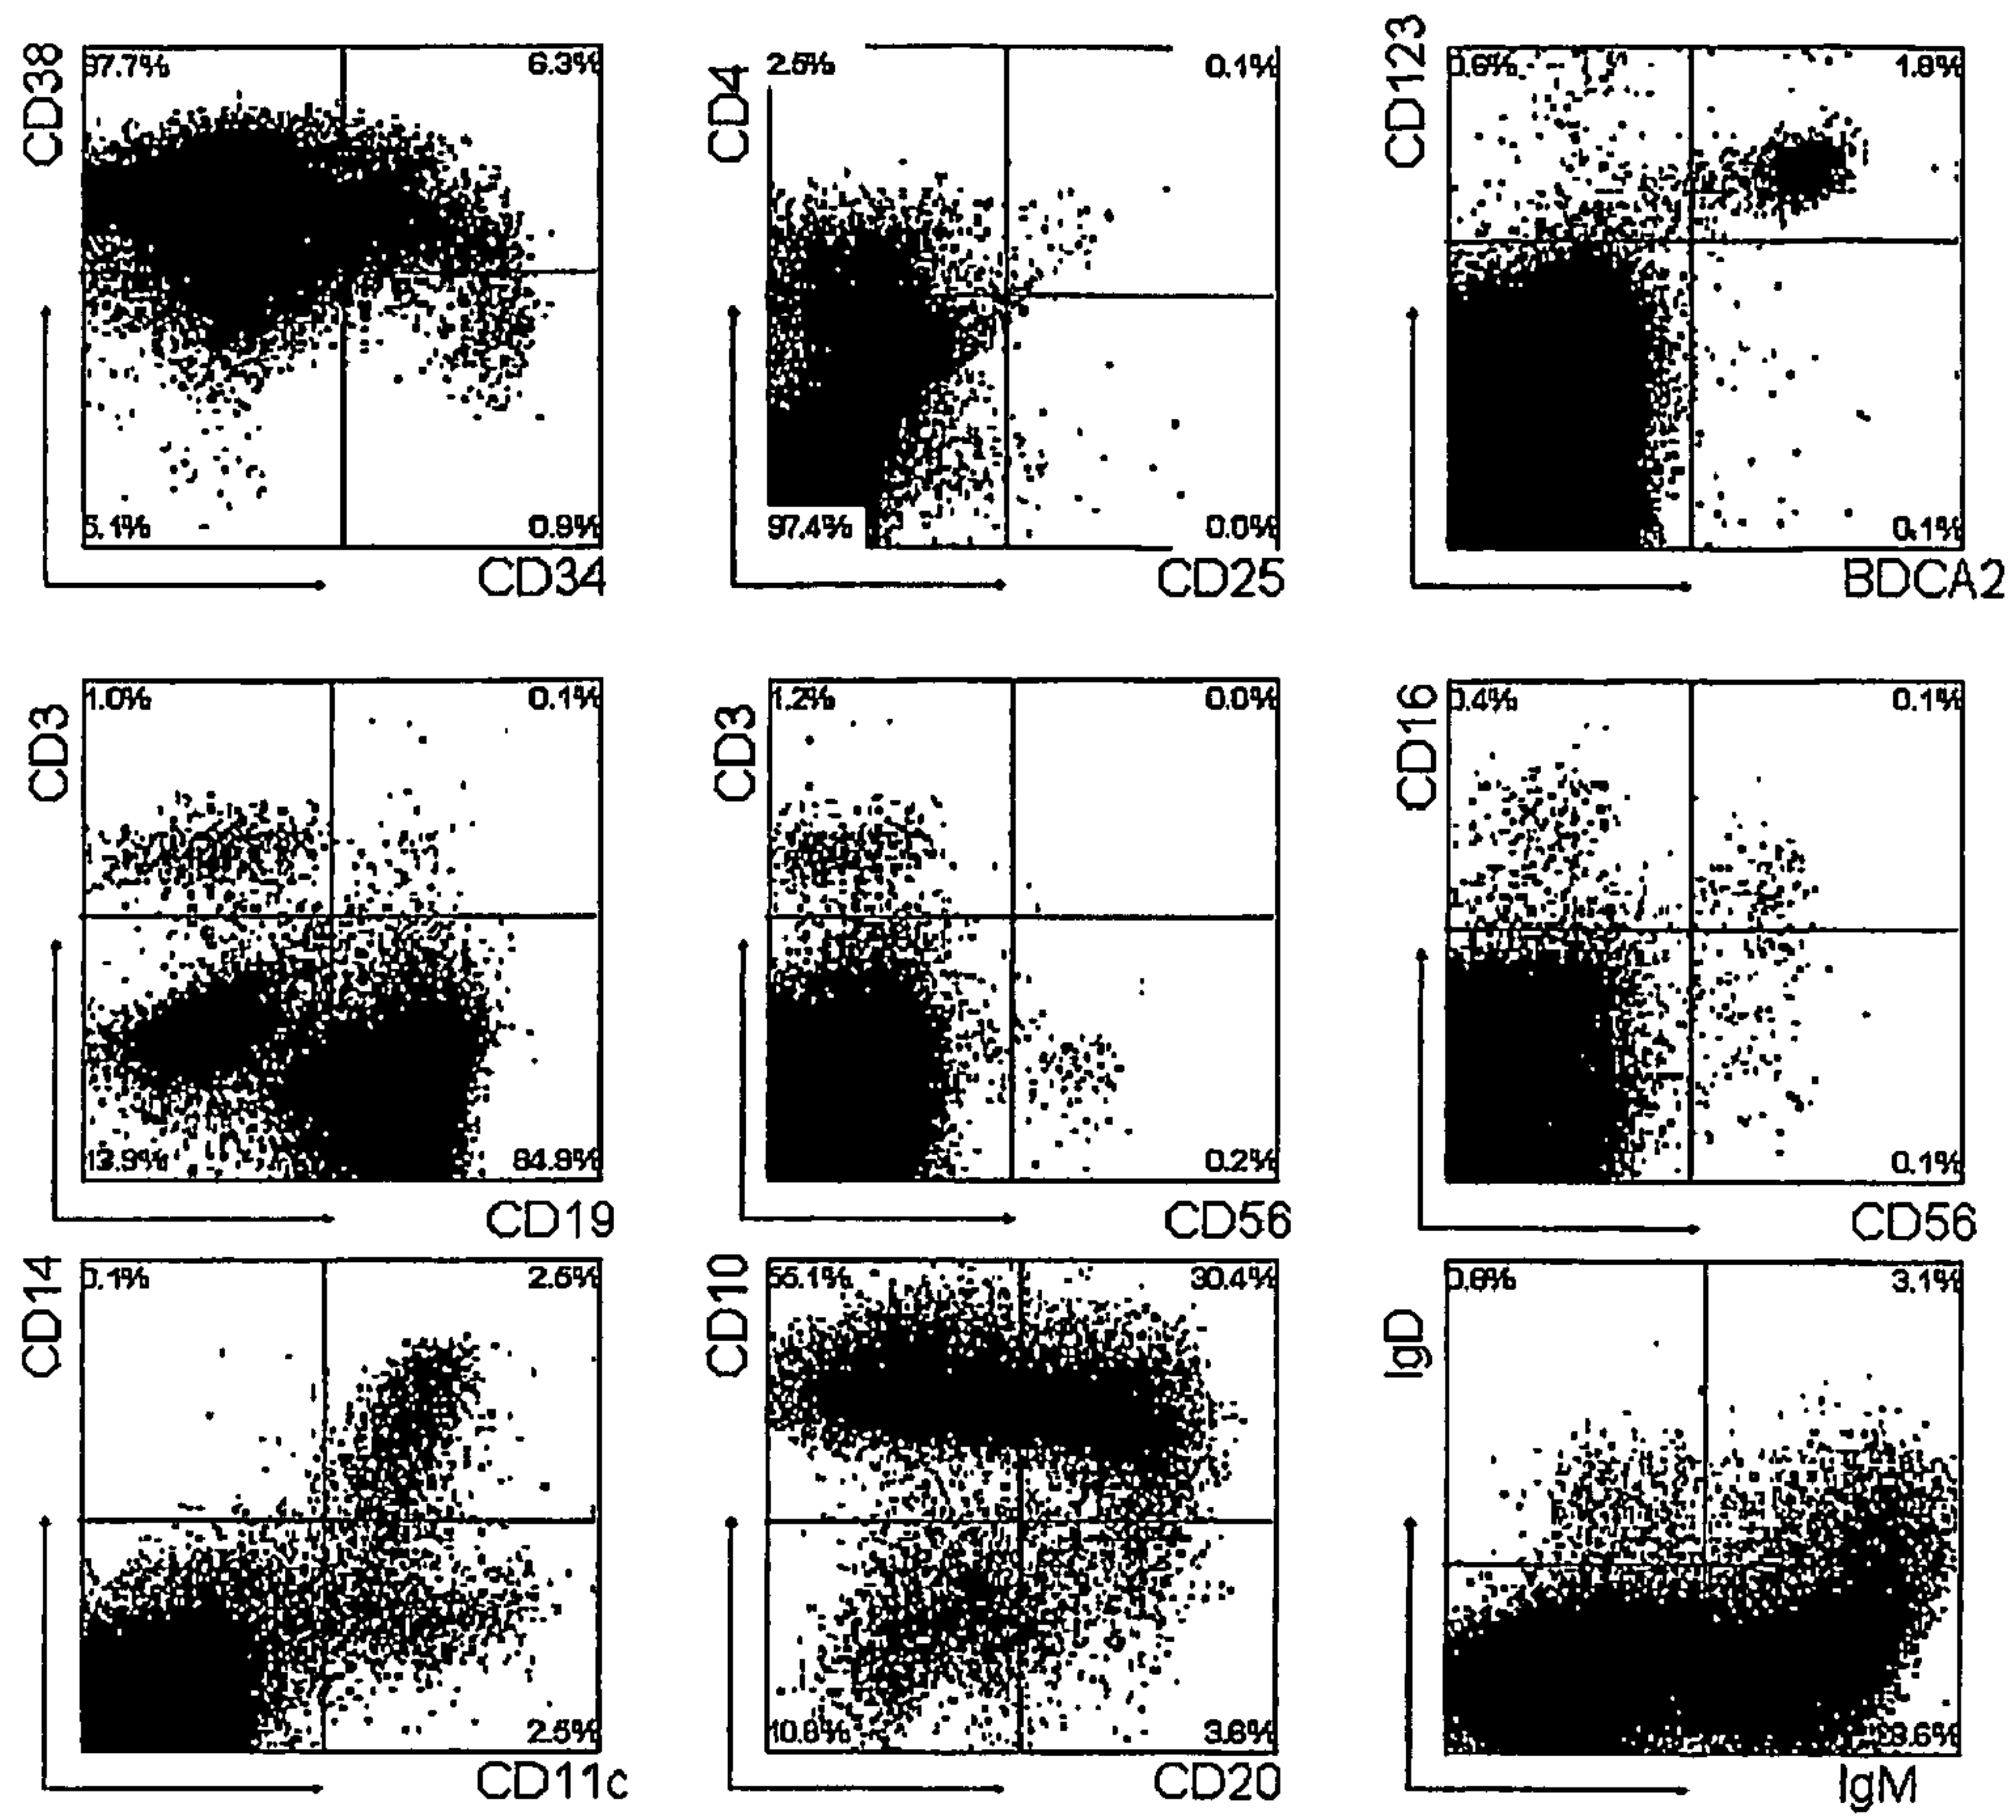 CD38
97.7%
6.3%
5.1%
0.9%
CD34
CD4
2.5%
0.1%
97.4%
0.0%
CD25
CD123
0.6%
1.8%
0.1%
BDCA2
CD3
1.0%
0.1%
13.9%
84.9%
CD19
CD3
1.2%
0.0%
0.2%
CD56
CD16
0.4%
0.1%
0.1%
CD56
CD14
0.1%
2.5%
2.5%
CD11c
CD10
55.1%
30.4%
10.8%
3.6%
CD20
IgD
0.8%
3.1%
IgM